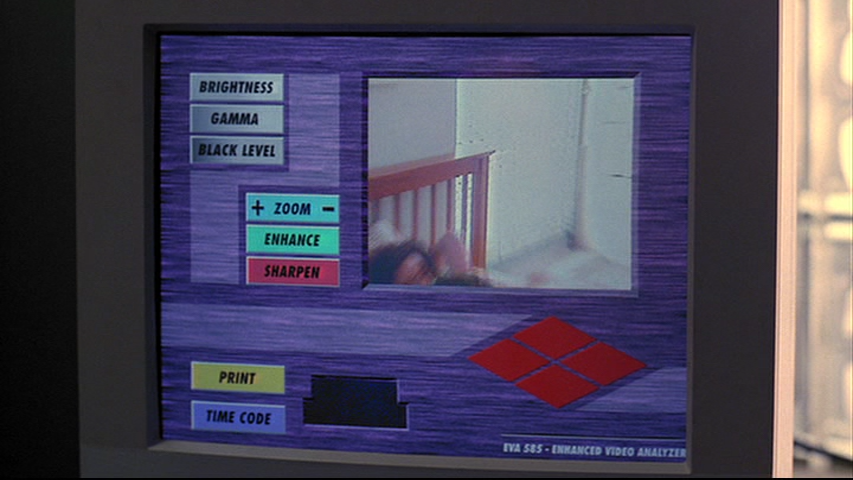 BRIGHTNESS
GAMMA
BLACK LEVEL
+ ZOOM -
ENHANCE
SHARPEN
PRINT
TIME CODE
EVA 585 - ENHANCED VIDEO ANALYZER